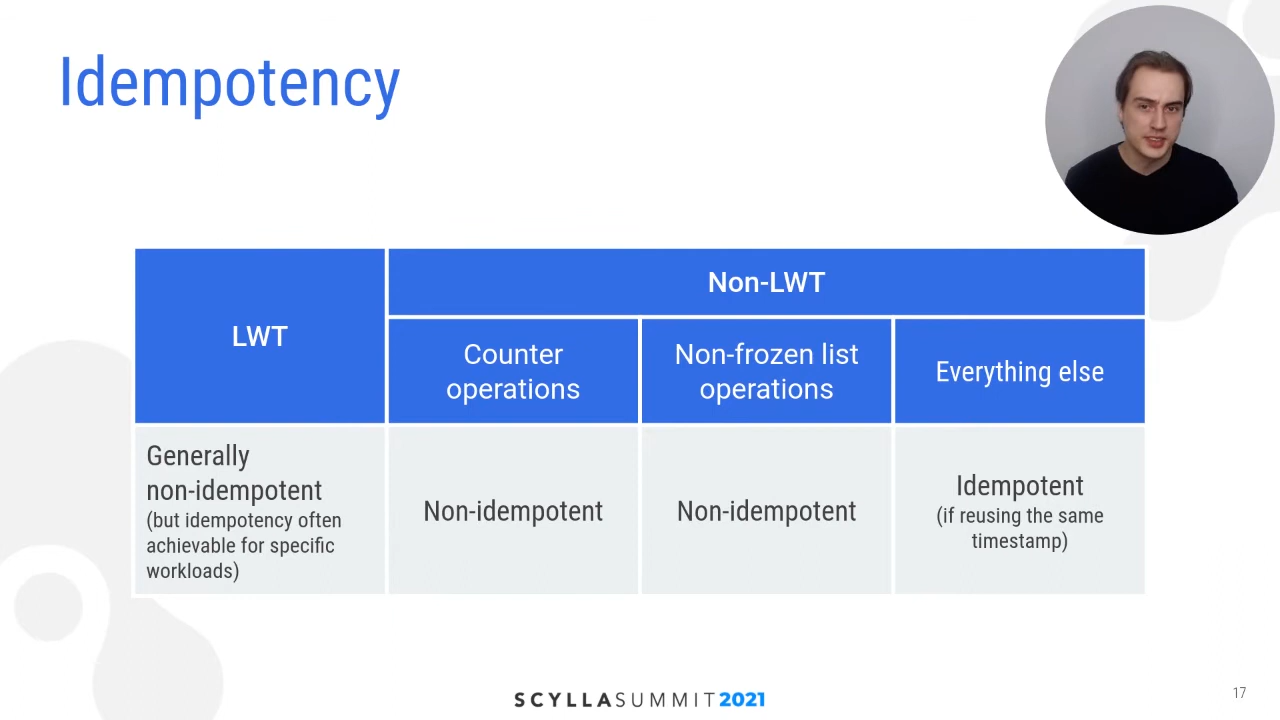 Idempotency
LWT
Non-LWT
Counter
operations
Non-frozen list
operations
Everything else
Generally
non-idempotent
(but idempotency often
achievable for specific
workloads)
Non-idempotent
Non-idempotent
Idempotent
(if reusing the same
timestamp)
SCYLLASUMMIT2021
17